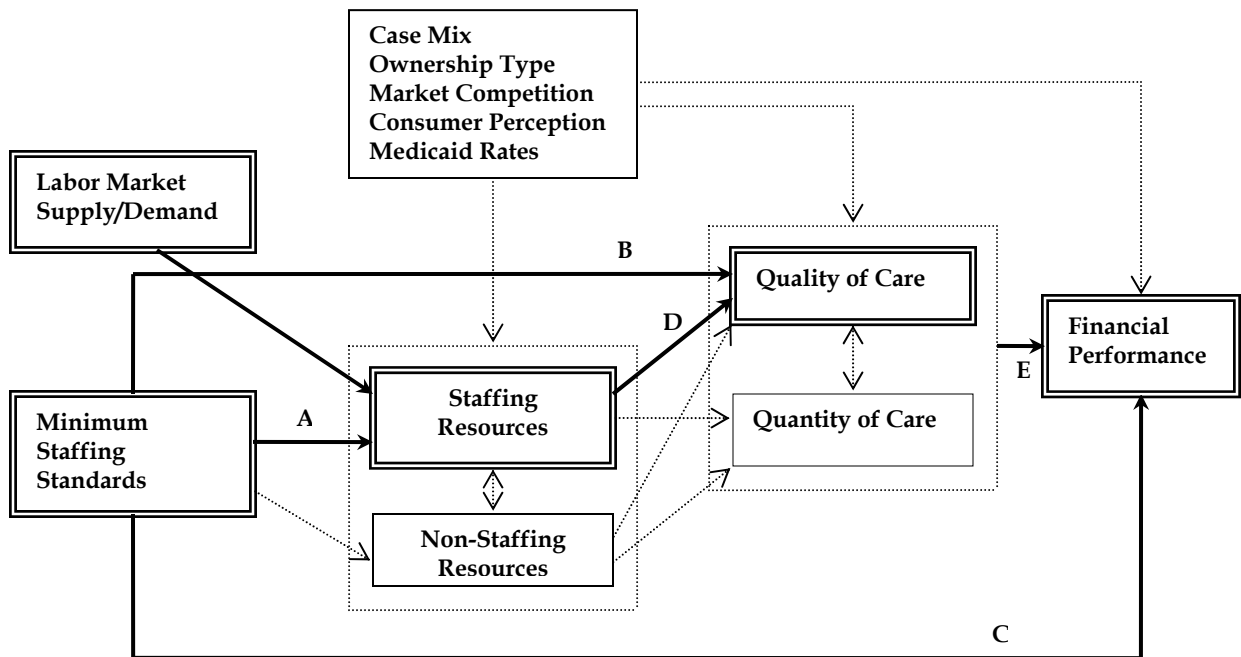 Case Mix
Ownership Type
Market Competition
Consumer Perception
Medicaid Rates
Labor Market
Supply/Demand
B
Quality of Care
D
Financial
Performance
E
Minimum
Staffing
Standards
A
Staffing
Resources
Quantity of Care
Non-Staffing
Resources
C